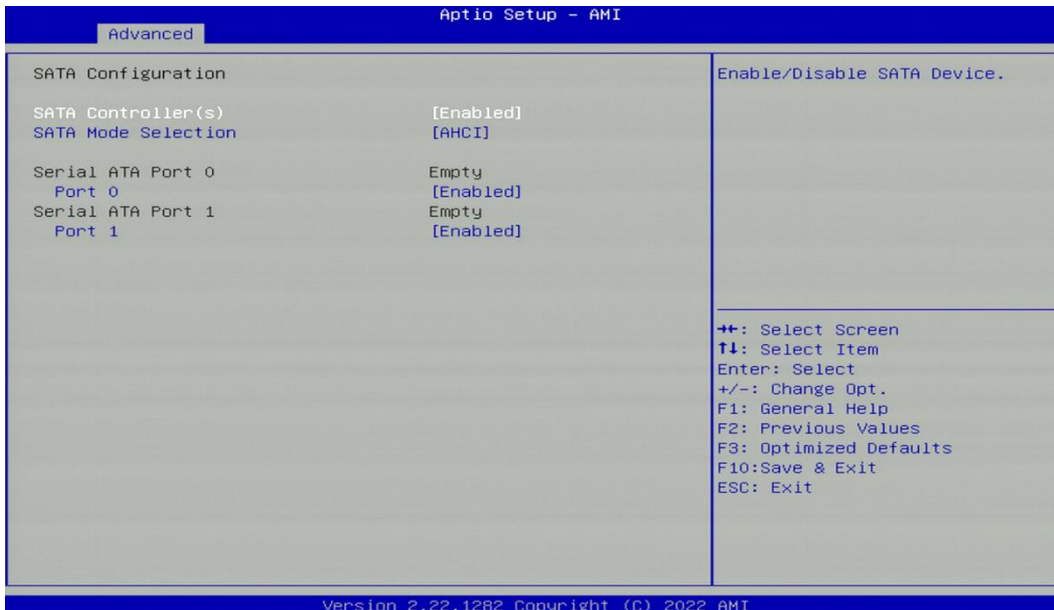 Aptio Setup – AMI
Advanced
SATA Configuration
SATA Controller(s) [Enabled]
SATA Mode Selection [AHCI]
Serial ATA Port 0 Empty
Port 0 [Enabled]
Serial ATA Port 1 Empty
Port 1 [Enabled]
Enable/Disable SATA Device.
→←: Select Screen
↑↓: Select Item
Enter: Select
+/-: Change Opt.
F1: General Help
F2: Previous Values
F3: Optimized Defaults
F10:Save & Exit
ESC: Exit
Version 2.22.1282 Copyright (C) 2022 AMI